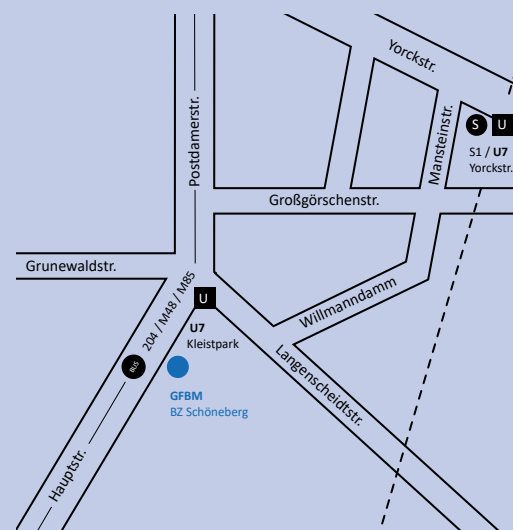 Yorckstr.
Postdamerstr.
Mansteinstr.
S
U
S1 / U7
Yorckstr.
Großgörschenstr.
Grunewaldstr.
204 / M48 / M85
U
Willmanndamm
U7
Kleistpark
BUS
Langenscheidtstr.
GFBM
BZ Schöneberg
Hauptstr.